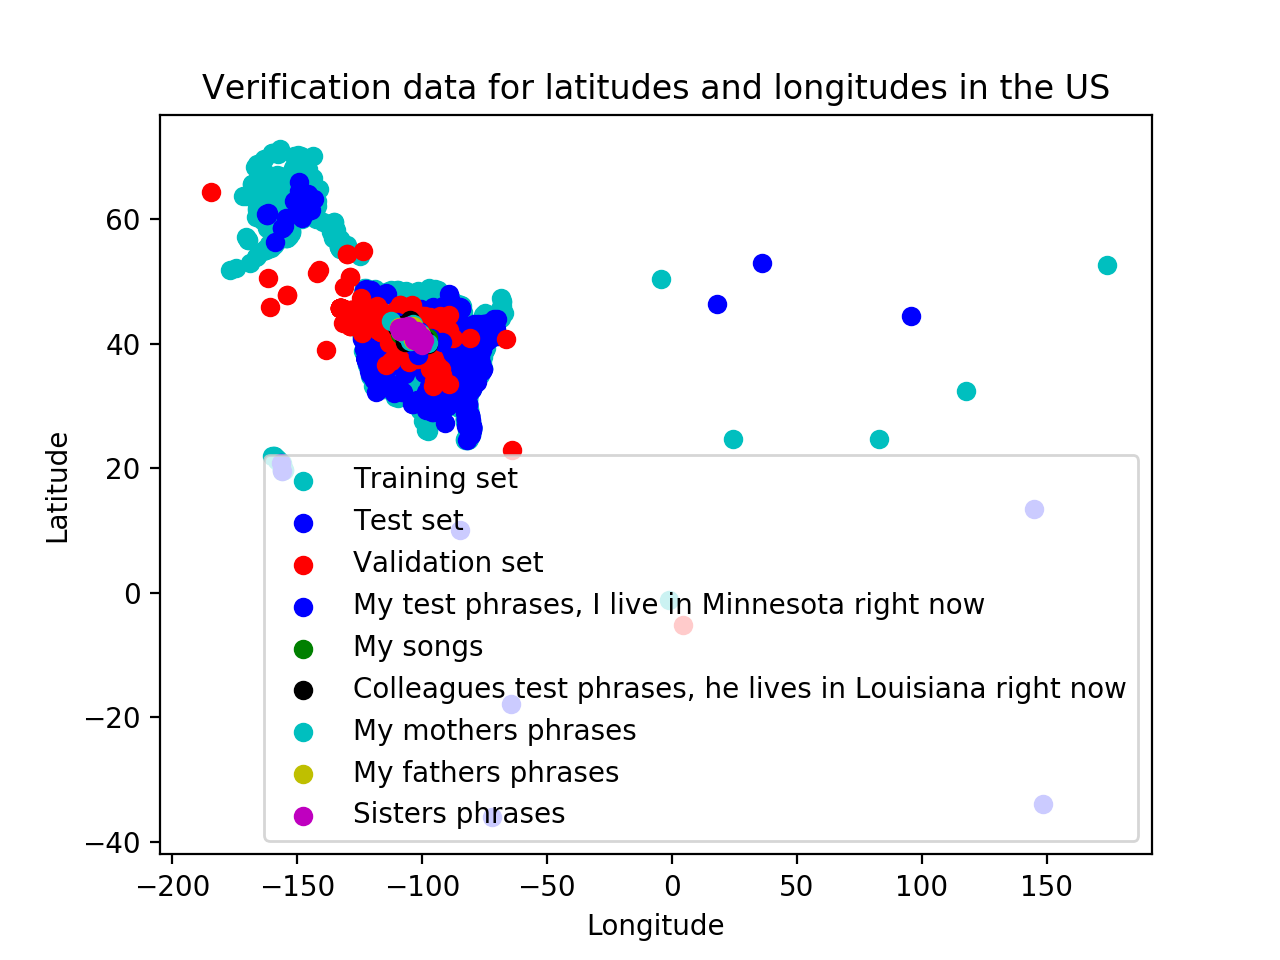 Verification data for latitudes and longitudes in the US
60
40
20
0
−20
−40
Latitude
Training set
Test set
Validation set
My test phrases, I live in Minnesota right now
My songs
Colleagues test phrases, he lives in Louisiana right now
My mothers phrases
My fathers phrases
Sisters phrases
−200 −150 −100 −50 0 50 100 150
Longitude